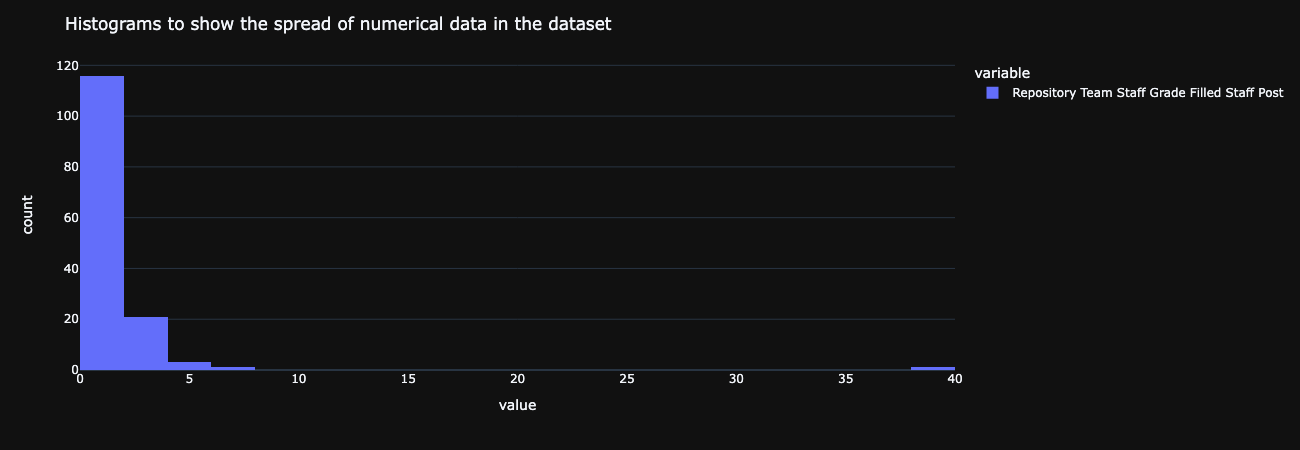 Histograms to show the spread of numerical data in the dataset
120
100
80
60
40
20
0
count
0 5 10 15 20 25 30 35 40
value
variable
Repository Team Staff Grade Filled Staff Post